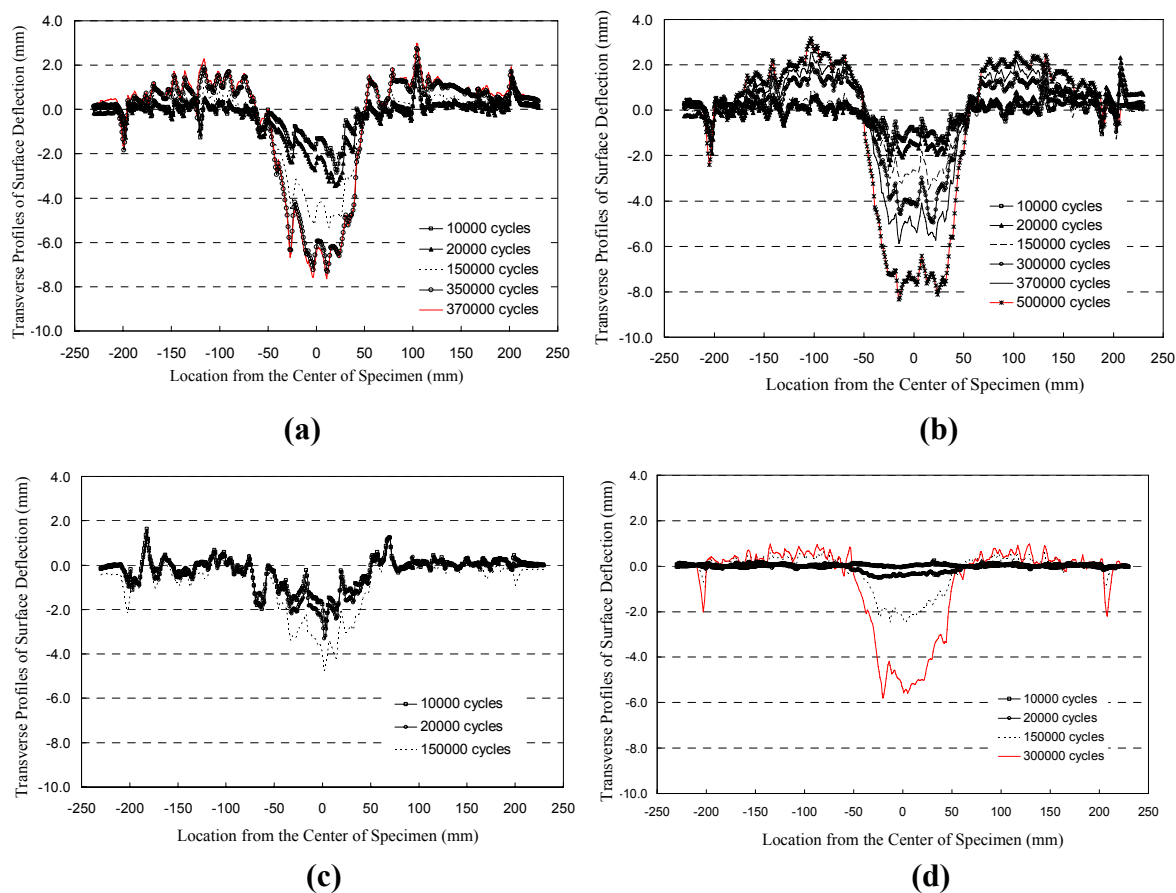 Transverse Profiles of Surface Deflection (mm)
4.0
2.0
0.0
-2.0
-4.0
-6.0
-8.0
-10.0
10000 cycles
20000 cycles
150000 cycles
350000 cycles
370000 cycles
-250 -200 -150 -100 -50 0 50 100 150 200 250
Location from the Center of Specimen (mm)
(a)
Transverse Profiles of Surface Deflection (mm)
4.0
2.0
0.0
-2.0
-4.0
-6.0
-8.0
-10.0
10000 cycles
20000 cycles
150000 cycles
300000 cycles
370000 cycles
500000 cycles
-250 -200 -150 -100 -50 0 50 100 150 200 250
Location from the Center of Specimen (mm)
(b)
Transverse Profiles of Surface Deflection (mm)
4.0
2.0
0.0
-2.0
-4.0
-6.0
-8.0
-10.0
10000 cycles
20000 cycles
150000 cycles
-250 -200 -150 -100 -50 0 50 100 150 200 250
Location from the Center of Specimen (mm)
(c)
Transverse Profiles of Surface Deflection (mm)
4.0
2.0
0.0
-2.0
-4.0
-6.0
-8.0
-10.0
10000 cycles
20000 cycles
150000 cycles
300000 cycles
-250 -200 -150 -100 -50 0 50 100 150 200 250
Location from the Center of Specimen (mm)
(d)